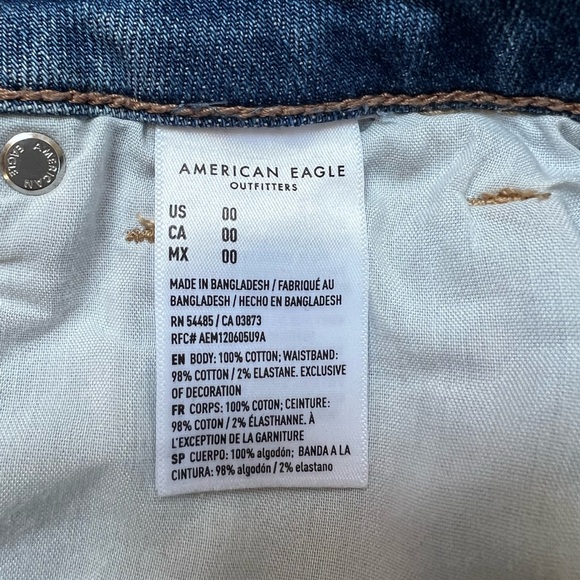 AMERICAN EAGLE
AMERICAN EAGLE
OUTFITTERS
US 00
CA 00
MX 00
MADE IN BANGLADESH / FABRIQUÉ AU
BANGLADESH / HECHO EN BANGLADESH
RN 54485 / CA 03873
RFC# AEM120605U9A
EN BODY: 100% COTTON; WAISTBAND:
98% COTTON / 2% ELASTANE. EXCLUSIVE
OF DECORATION
FR CORPS: 100% COTON; CEINTURE:
98% COTON / 2% ÉLASTHANNE. À
L'EXCEPTION DE LA GARNITURE
SP CUERPO: 100% algodón; BANDA A LA
CINTURA: 98% algodón / 2% elastano